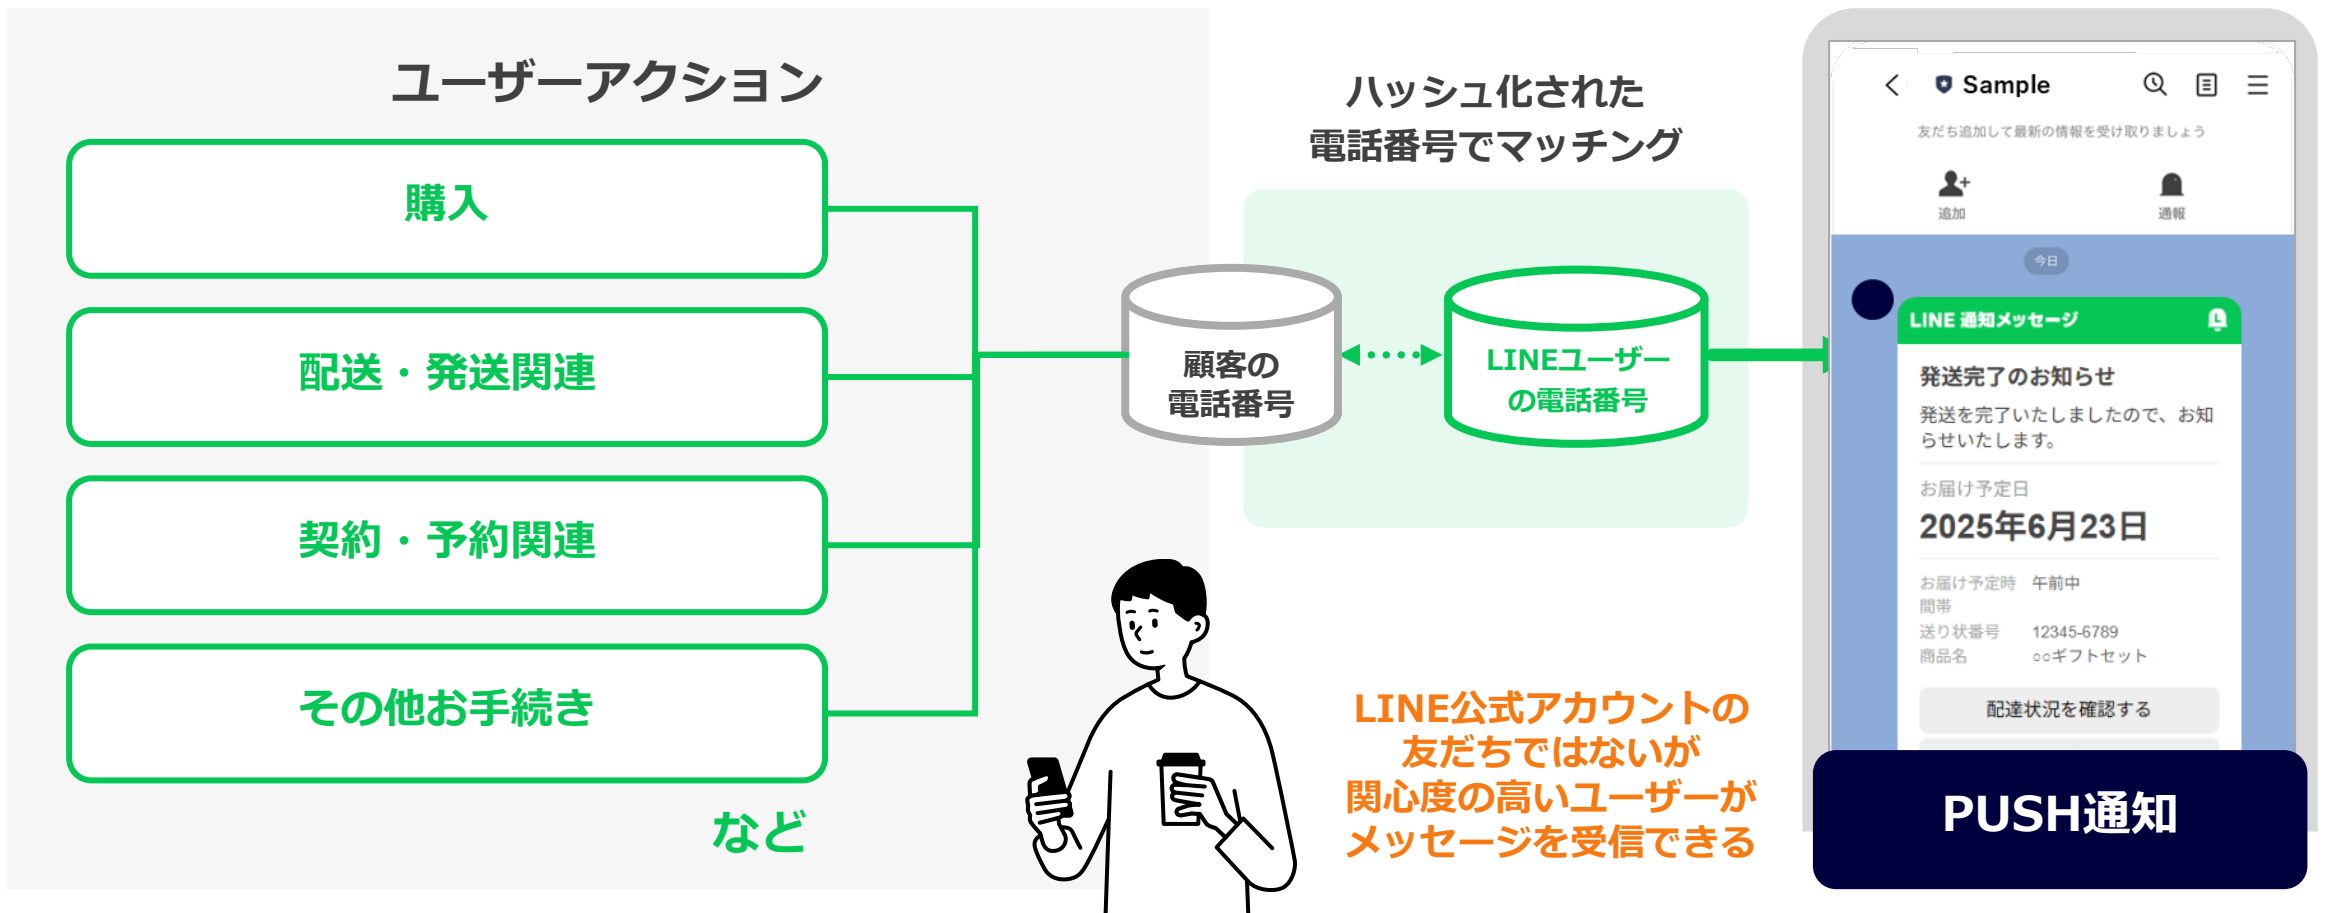 ユーザーアクション
購入
配送・発送関連
契約・予約関連
その他お手続き
など
ハッシュ化された
電話番号でマッチング
顧客の
電話番号
LINEユーザー
の電話番号
LINE公式アカウントの
友だちではないが
関心度の高いユーザーが
メッセージを受信できる
Sample
友だち追加して最新の情報を受け取りましょう
追加
通報
今日
LINE 通知メッセージ
発送完了のお知らせ
発送を完了いたしましたので、お知
らせいたします。
お届け予定日
2025年6月23日
お届け予定時 午前中
間帯
送り状番号 12345-6789
商品名 ○○ギフトセット
配達状況を確認する
PUSH通知